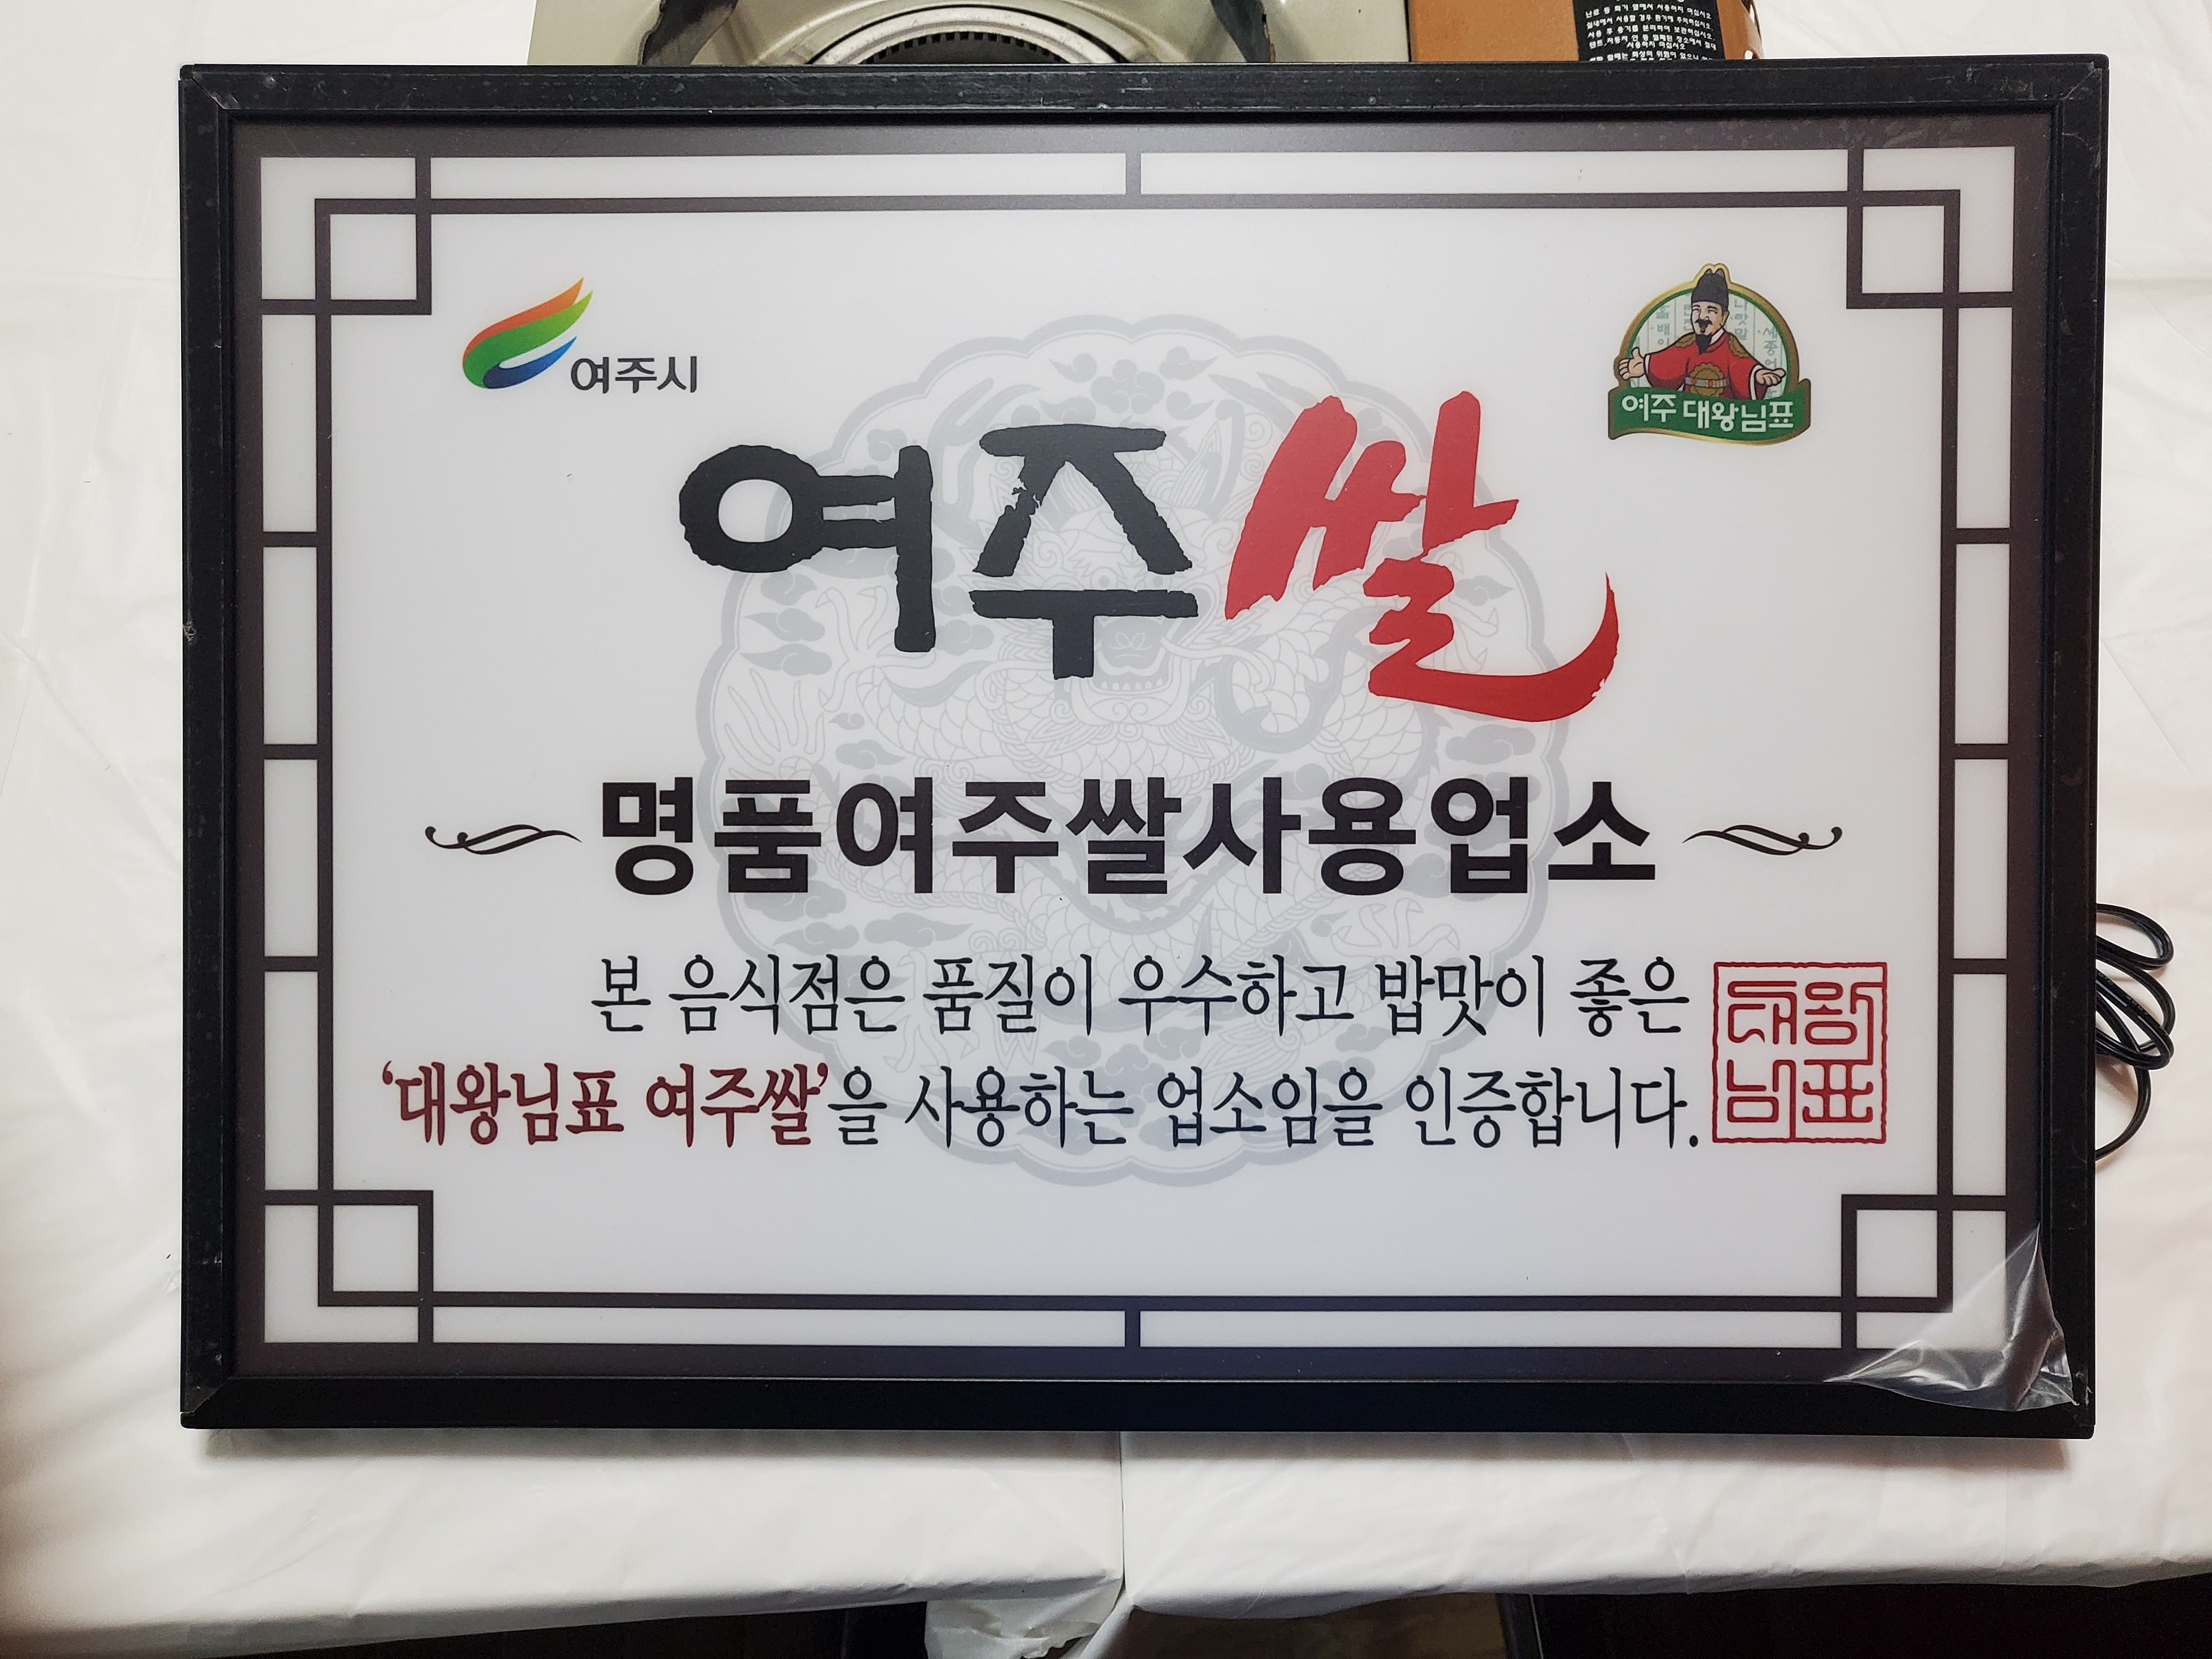 여주시
여주 대왕님표
여주쌀
명품여주쌀사용업소
본 음식점은 품질이 우수하고 밥맛이 좋은
‘대왕님표 여주쌀’을 사용하는 업소임을 인증합니다.
대왕
님표